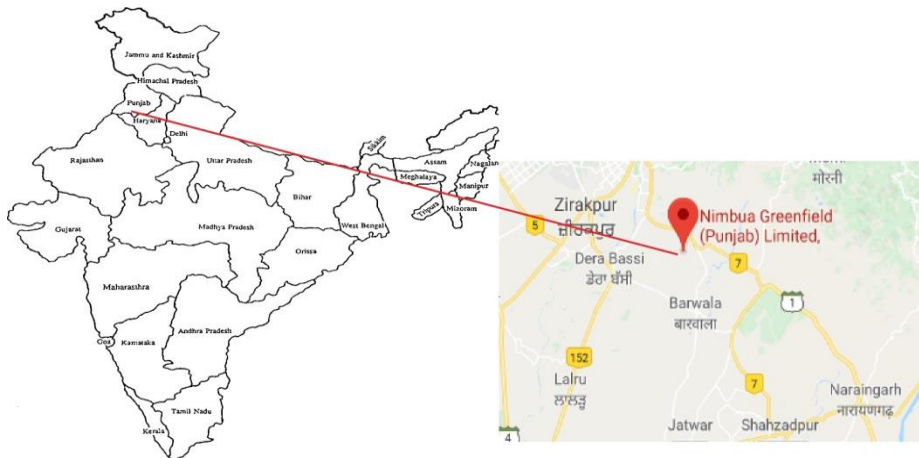 Jammu and Kashmir
Himachal Pradesh
Punjab
Haryana
Delhi
Rajasthan
Uttar Pradesh
Sikkim
Assam
Nagalan
Meghalaya
Manipur
Bihar
Tripura
Mizoram
West Bengal
Gujarat
Madhya Pradesh
Orissa
Maharashtra
Andhra Pradesh
Goa
Karnataka
Tamil Nadu
Kerala
मोरनी
Zirakpur
ਜ਼ੀਰਕਪੁਰ
5
Nimbua Greenfield
(Punjab) Limited,
Dera Bassi
ਡੇਰਾ ਬੱਸੀ
7
Barwala
बारवाला
1
152
Lalru
ਲਾਲੜੂ
7
Naraingarh
नारायणगढ़
Jatwar
Shahzadpur
4